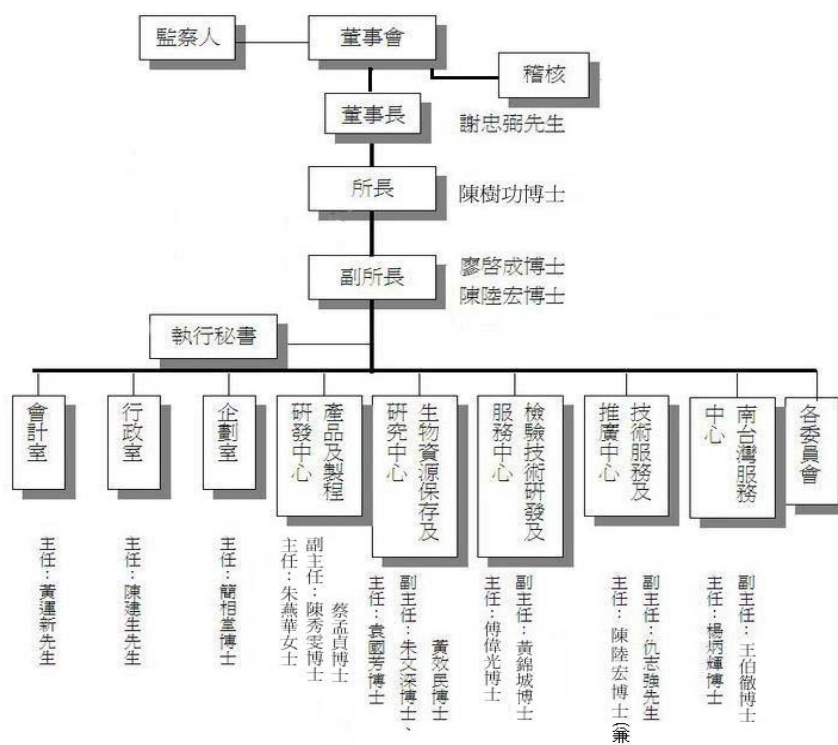 監察人
董事會
稽核
董事長
謝忠弼先生
所長
陳樹功博士
副所長
廖啓成博士
陳陸宏博士
執行秘書
會計室
行政室
企劃室
產品及製程
研發中心
生物資源保存及
研究中心
檢驗技術研發及
服務中心
技術服務及
推廣中心
南台灣服務
中心
各委員會
主任：黃運新先生
主任：陳建生先生
主任：簡相堂博士
蔡孟貞博士
副主任：陳秀雯博士
主任：朱燕華女士
黃效民博士
副主任：朱文深博士、
主任：袁國芳博士
副主任：黃錦城博士
主任：傅偉光博士
副主任：仇志強先生
主任：陳陸宏博士(兼
副主任：王伯徹博士
主任：楊炳輝博士